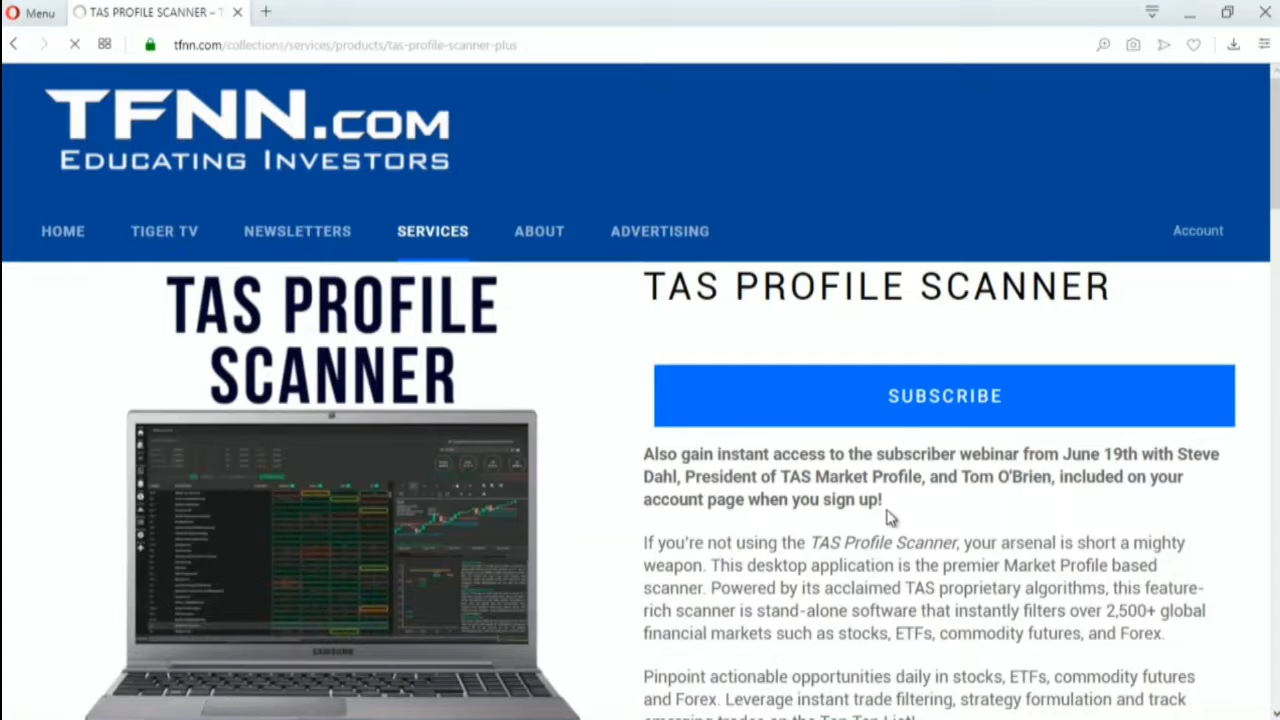 Menu
TAS PROFILE SCANNER – T
tfnn.com/collections/services/products/tas-profile-scanner-plus
TFNN.COM
EDUCATING INVESTORS
HOME TIGER TV NEWSLETTERS SERVICES ABOUT ADVERTISING Account
TAS PROFILE
SCANNER
SAMSUNG
TAS PROFILE SCANNER
SUBSCRIBE
Also gain instant access to the subscriber webinar from June 19th with Steve
Dahl, President of TAS Market Profile, and Tom O'Brien, included on your
account page when you sign up!
If you're not using the TAS Profile Scanner, your arsenal is short a mighty
weapon. This desktop application is the premier Market Profile based
scanner. Powered by its acclaimed TAS proprietary algorithms, this feature-
rich scanner is stand-alone software that instantly filters over 2,500+ global
financial markets such as stocks, ETFs, commodity futures, and Forex.
Pinpoint actionable opportunities daily in stocks, ETFs, commodity futures
and Forex. Leverage instant trade filtering, strategy formulation and track
emerging trades on the Top Ten List!